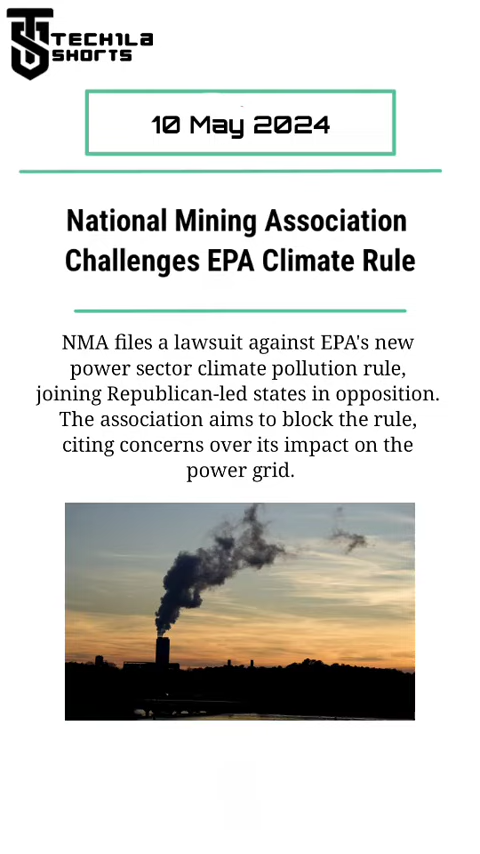 TECH1LA
SHORTS
10 May 2024
National Mining Association
Challenges EPA Climate Rule
NMA files a lawsuit against EPA's new
power sector climate pollution rule,
joining Republican-led states in opposition.
The association aims to block the rule,
citing concerns over its impact on the
power grid.